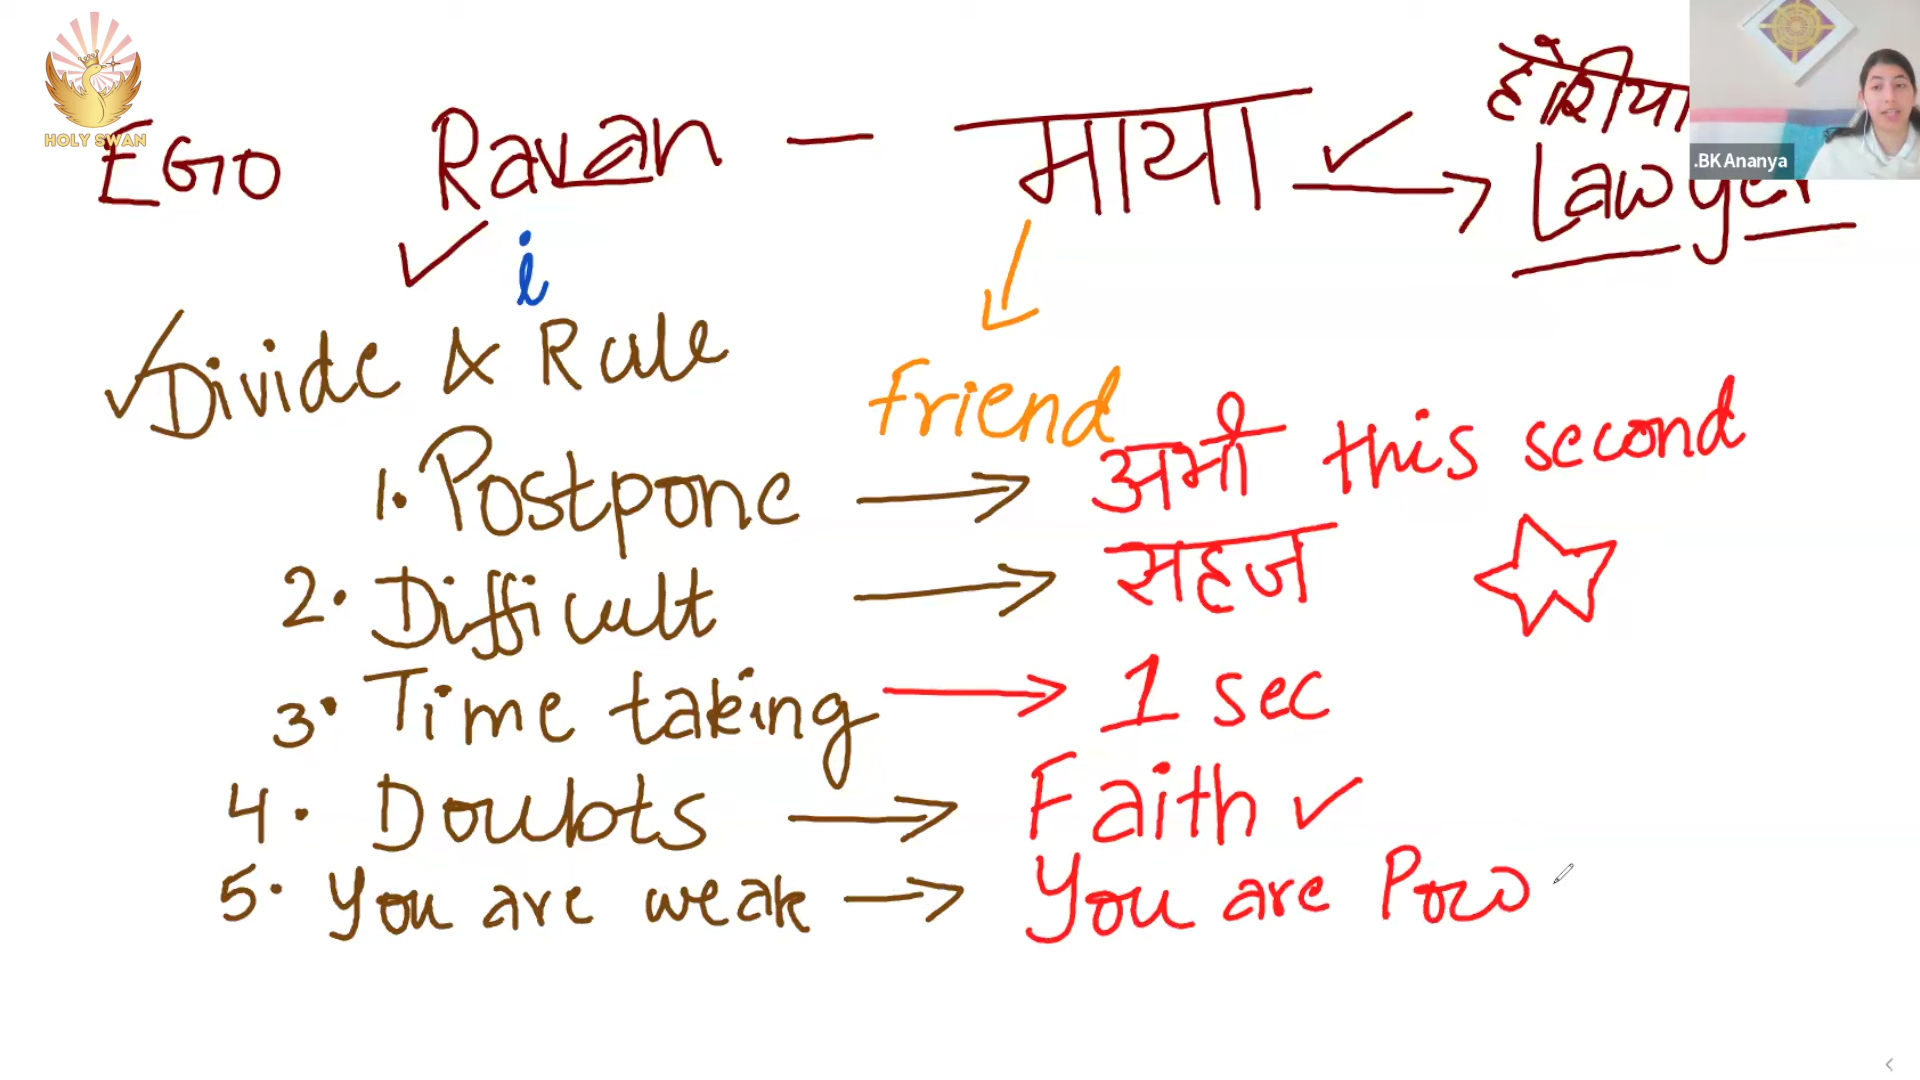 HOLY SWAN
EGO Ravan – माया → Lawyer
.BK Ananya
i
Divide & Rule
Friend
1. Postpone → अभी this second
2. Difficult → सहज
3. Time taking → 1 sec
4. Doubts → Faith
5. You are weak → You are Pow